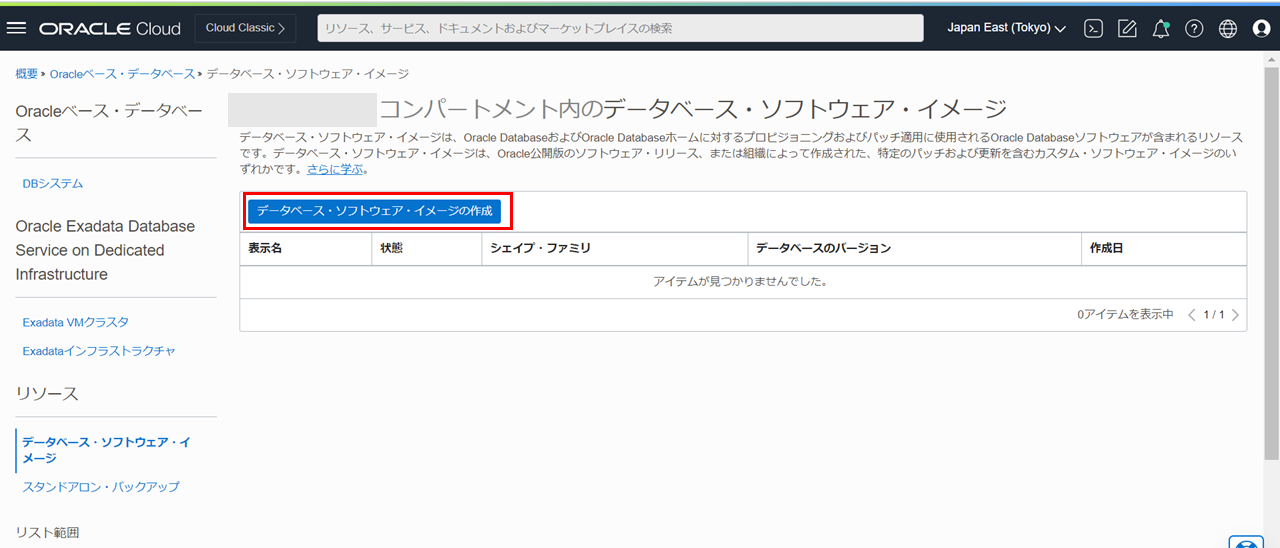 ORACLE Cloud
Cloud Classic
リソース、サービス、ドキュメントおよびマーケットプレイスの検索
Japan East (Tokyo)
概要 » Oracleベース・データベース » データベース・ソフトウェア・イメージ
Oracleベース・データベー
ス
DBシステム
Oracle Exadata Database
Service on Dedicated
Infrastructure
Exadata VMクラスタ
Exadataインフラストラクチャ
リソース
データベース・ソフトウェア・イ
メージ
スタンドアロン・バックアップ
リスト範囲
コンパートメント内のデータベース・ソフトウェア・イメージ
データベース・ソフトウェア・イメージは、Oracle DatabaseおよびOracle Databaseホームに対するプロビジョニングおよびパッチ適用に使用されるOracle Databaseソフトウェアが含まれるリソース
です。データベース・ソフトウェア・イメージは、Oracle公開版のソフトウェア・リリース、または組織によって作成された、特定のパッチおよび更新を含むカスタム・ソフトウェア・イメージのい
ずれかです。さらに学ぶ。
データベース・ソフトウェア・イメージの作成
表示名 状態 シェイプ・ファミリ データベースのバージョン 作成日
アイテムが見つかりませんでした。
0アイテムを表示中 1 / 1